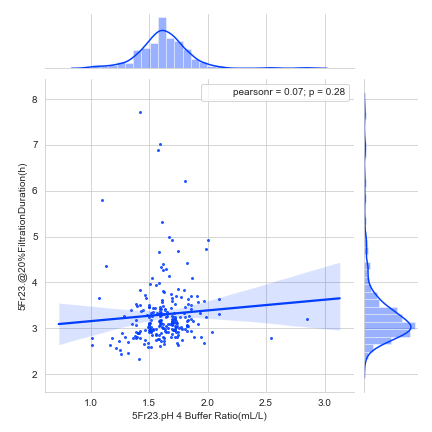 pearsonr = 0.07; p = 0.28
8
7
6
5
4
3
2
5Fr23.@20%FiltrationDuration(h)
1.0 1.5 2.0 2.5 3.0
5Fr23.pH 4 Buffer Ratio(mL/L)